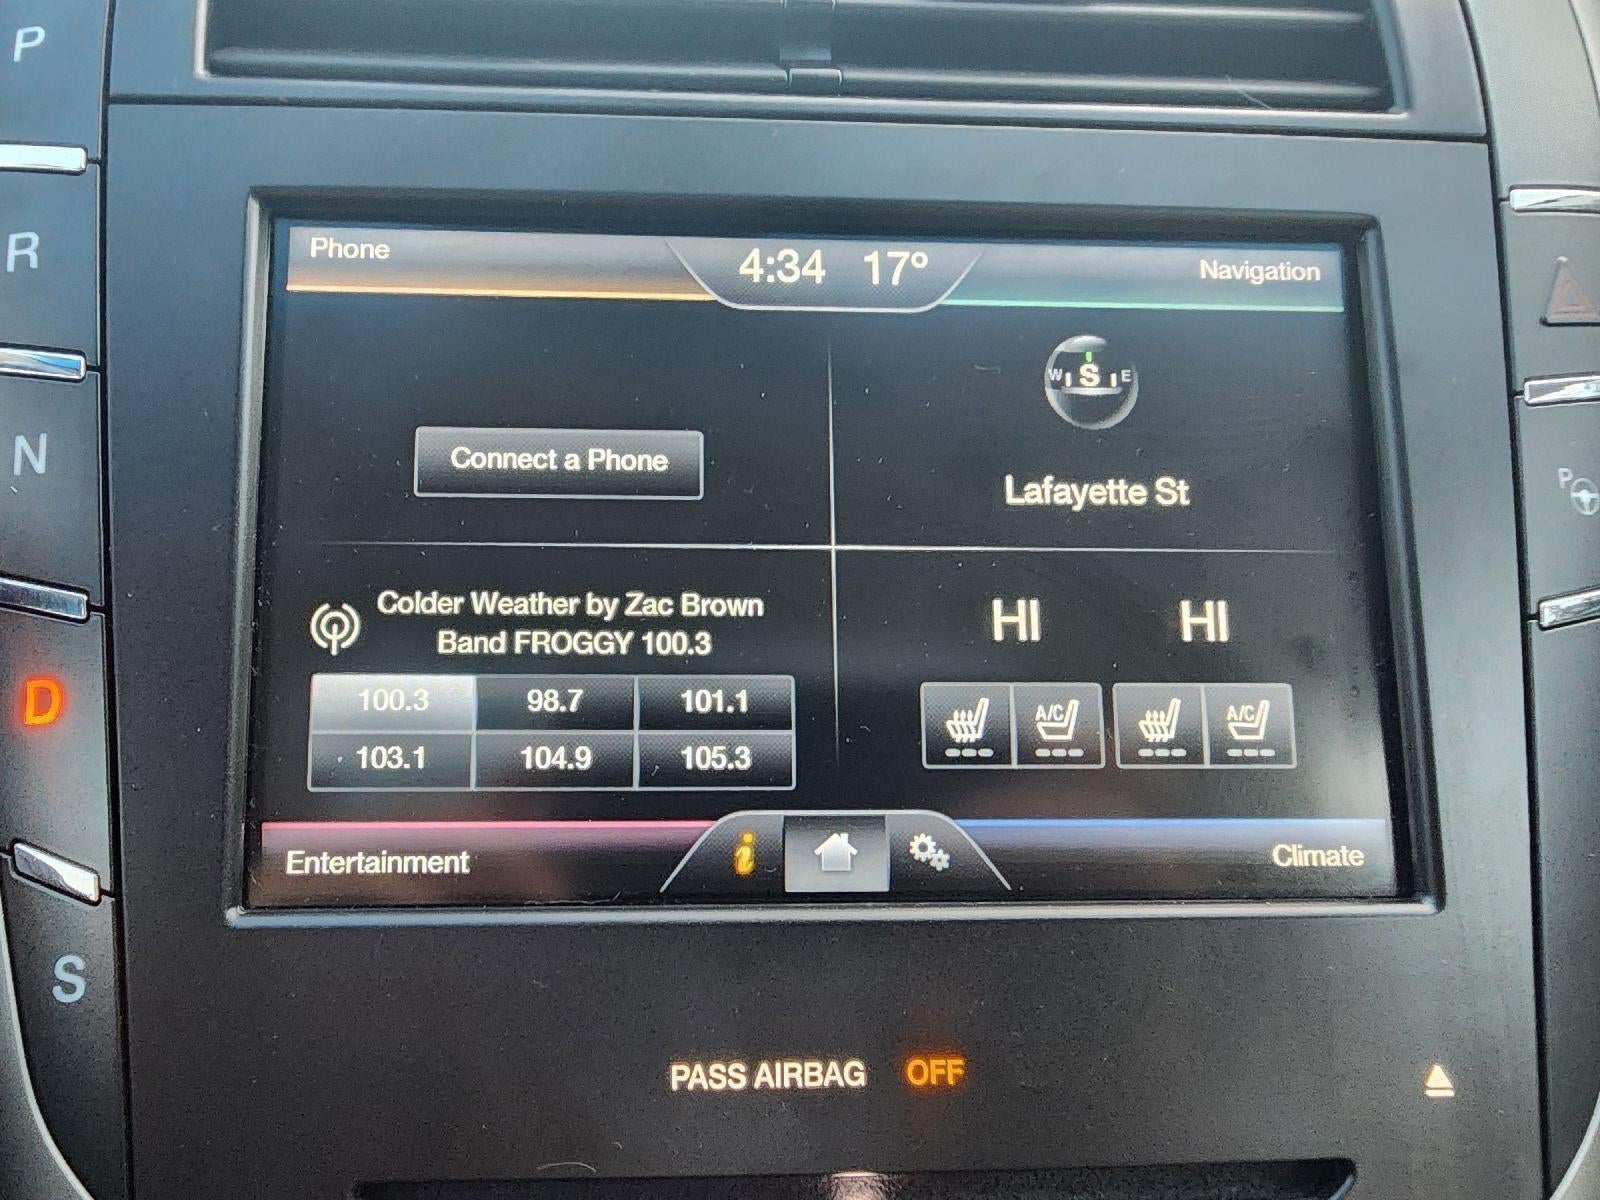 P
R
N
D
S
Phone
4:34 17°
Navigation
W S E
Connect a Phone
Lafayette St
Colder Weather by Zac Brown
Band FROGGY 100.3
100.3 98.7 101.1
103.1 104.9 105.3
HI HI
A/C A/C
Entertainment
i
Climate
P
PASS AIRBAG OFF